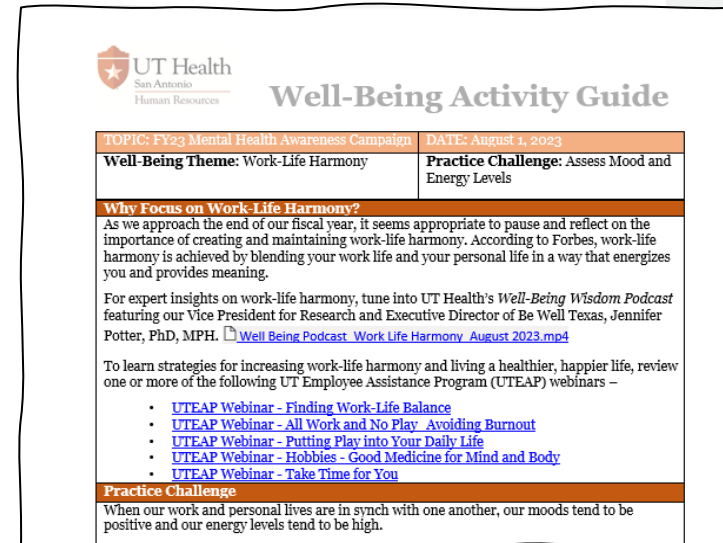 UT Health
San Antonio
Human Resources
Well-Being Activity Guide
TOPIC: FY23 Mental Health Awareness Campaign DATE: August 1, 2023
Well-Being Theme: Work-Life Harmony Practice Challenge: Assess Mood and
Energy Levels
Why Focus on Work-Life Harmony?
As we approach the end of our fiscal year, it seems appropriate to pause and reflect on the
importance of creating and maintaining work-life harmony. According to Forbes, work-life
harmony is achieved by blending your work life and your personal life in a way that energizes
you and provides meaning.
For expert insights on work-life harmony, tune into UT Health's Well-Being Wisdom Podcast
featuring our Vice President for Research and Executive Director of Be Well Texas, Jennifer
Potter, PhD, MPH. Well Being Podcast_Work Life Harmony_August 2023.mp4
To learn strategies for increasing work-life harmony and living a healthier, happier life, review
one or more of the following UT Employee Assistance Program (UTEAP) webinars –
• UTEAP Webinar - Finding Work-Life Balance
• UTEAP Webinar - All Work and No Play_Avoiding Burnout
• UTEAP Webinar - Putting Play into Your Daily Life
• UTEAP Webinar - Hobbies - Good Medicine for Mind and Body
• UTEAP Webinar - Take Time for You
Practice Challenge
When our work and personal lives are in synch with one another, our moods tend to be
positive and our energy levels tend to be high.